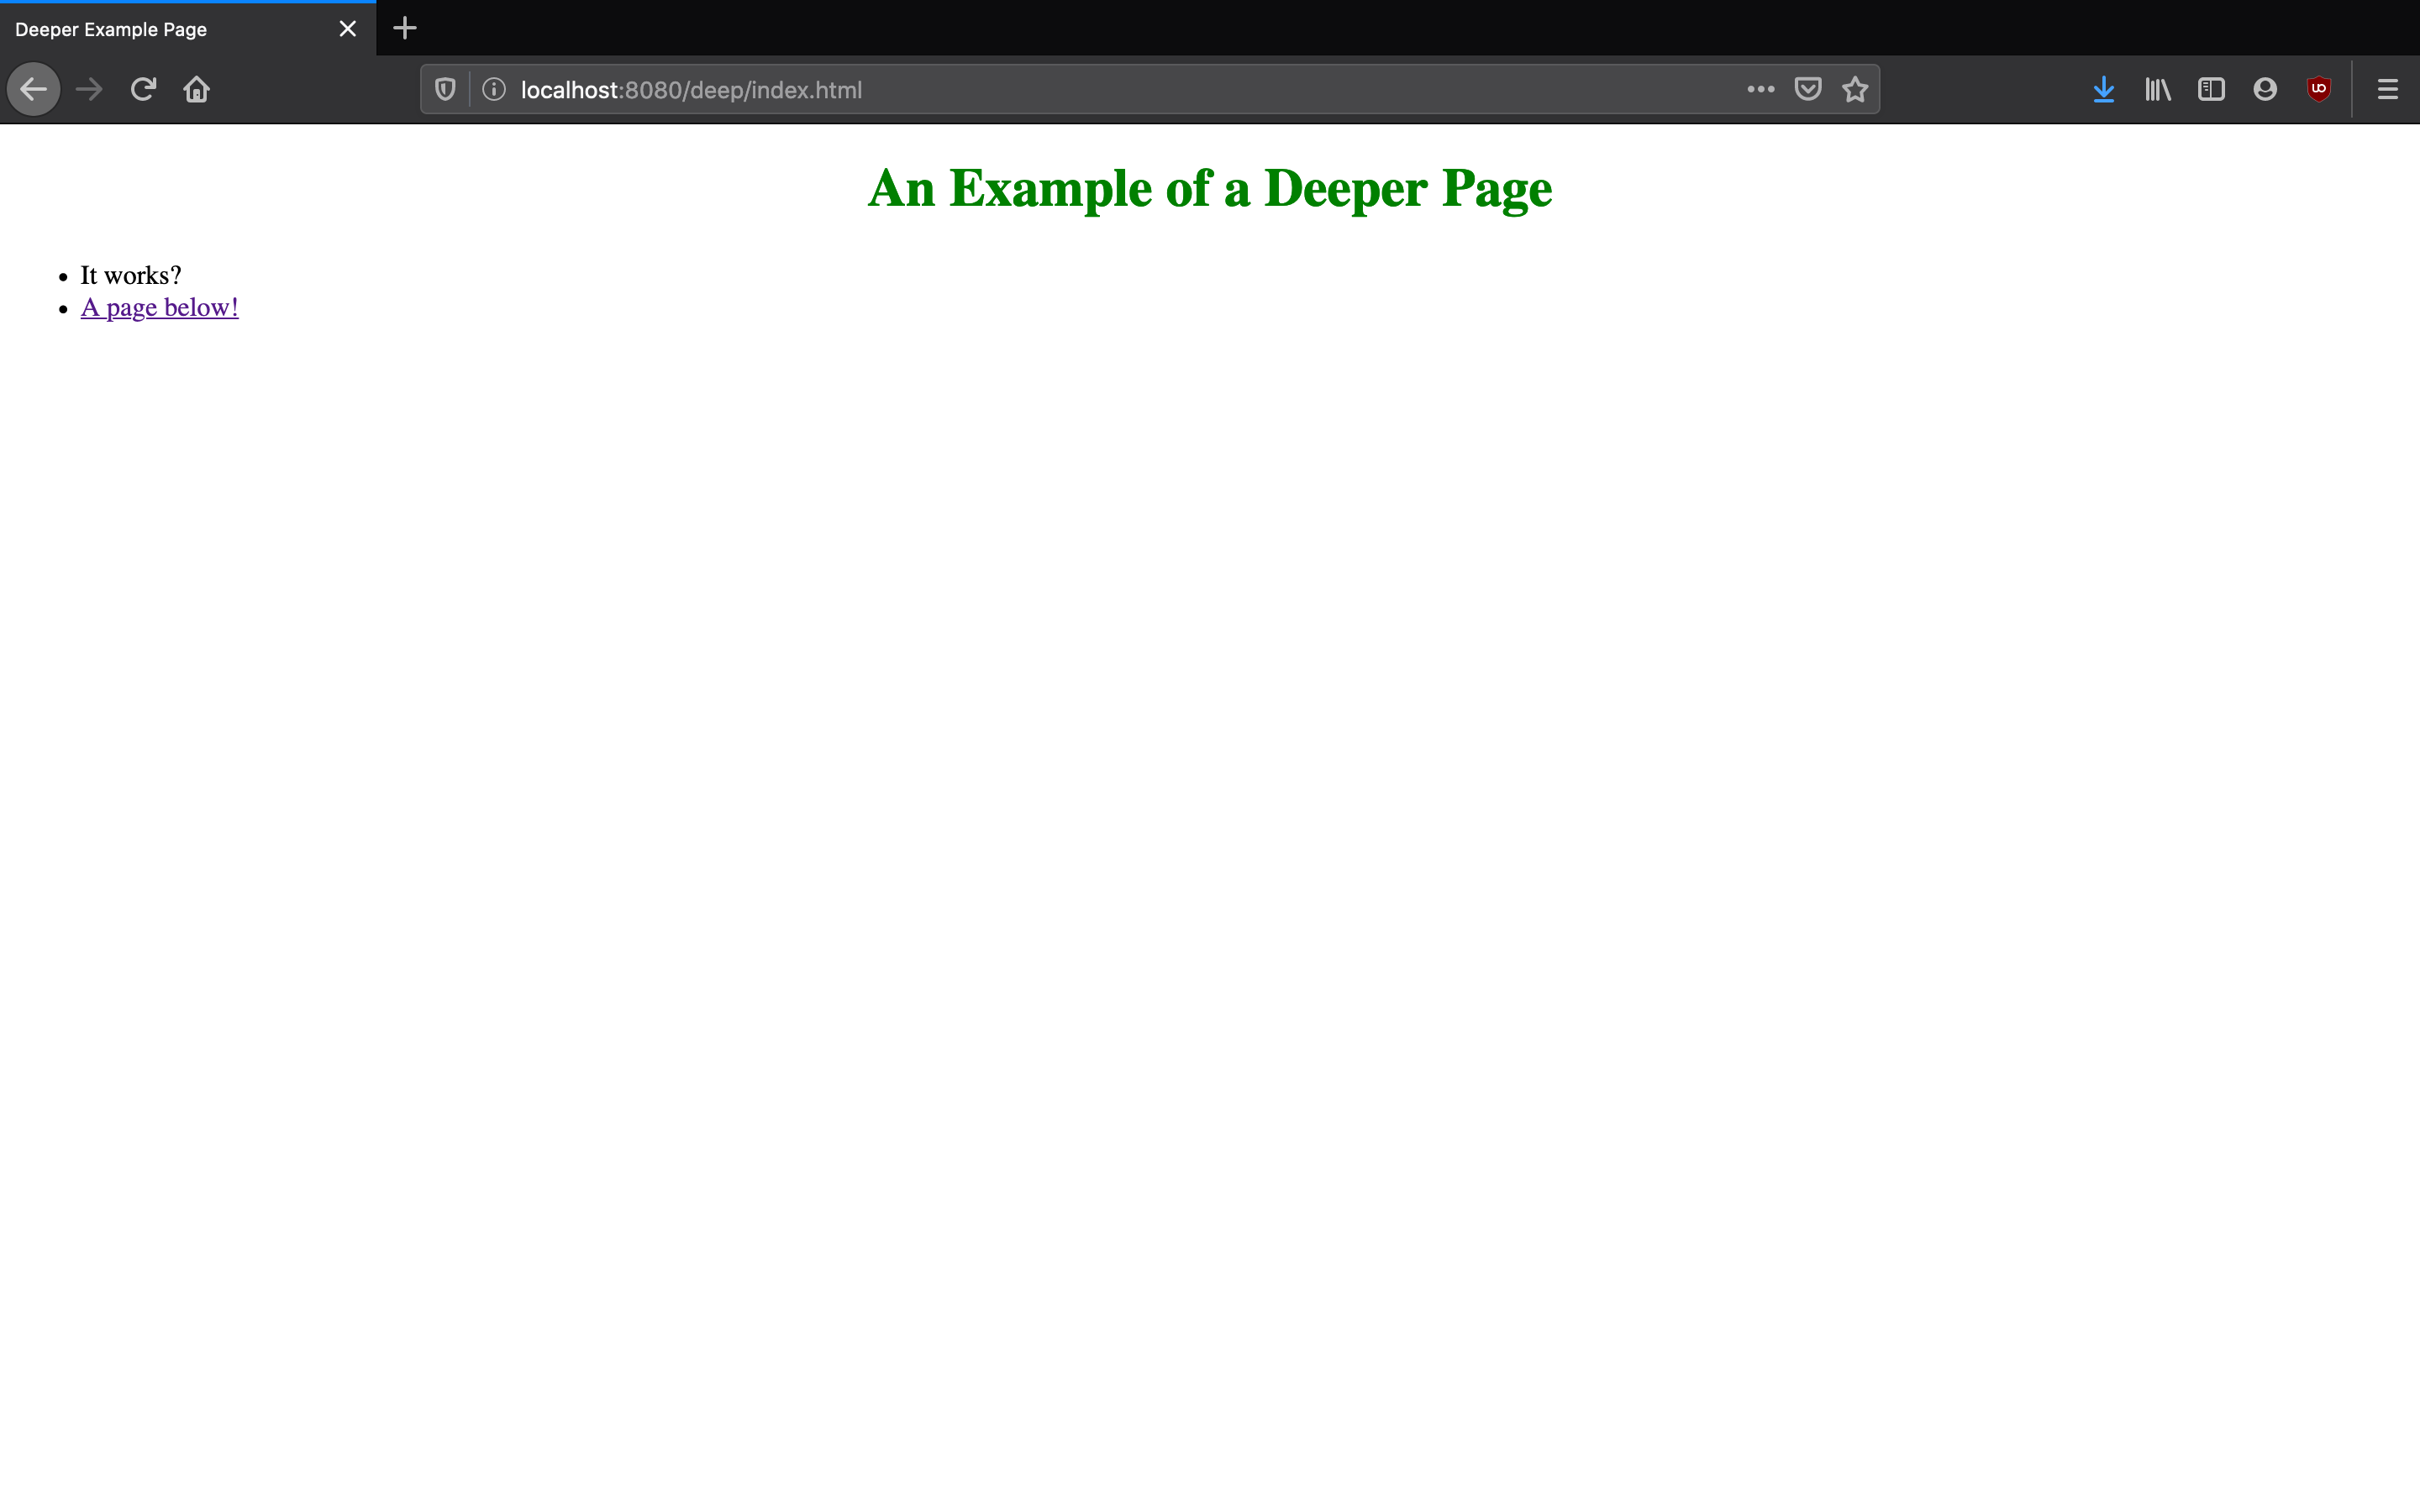 Deeper Example Page
localhost:8080/deep/index.html
An Example of a Deeper Page
It works?
A page below!